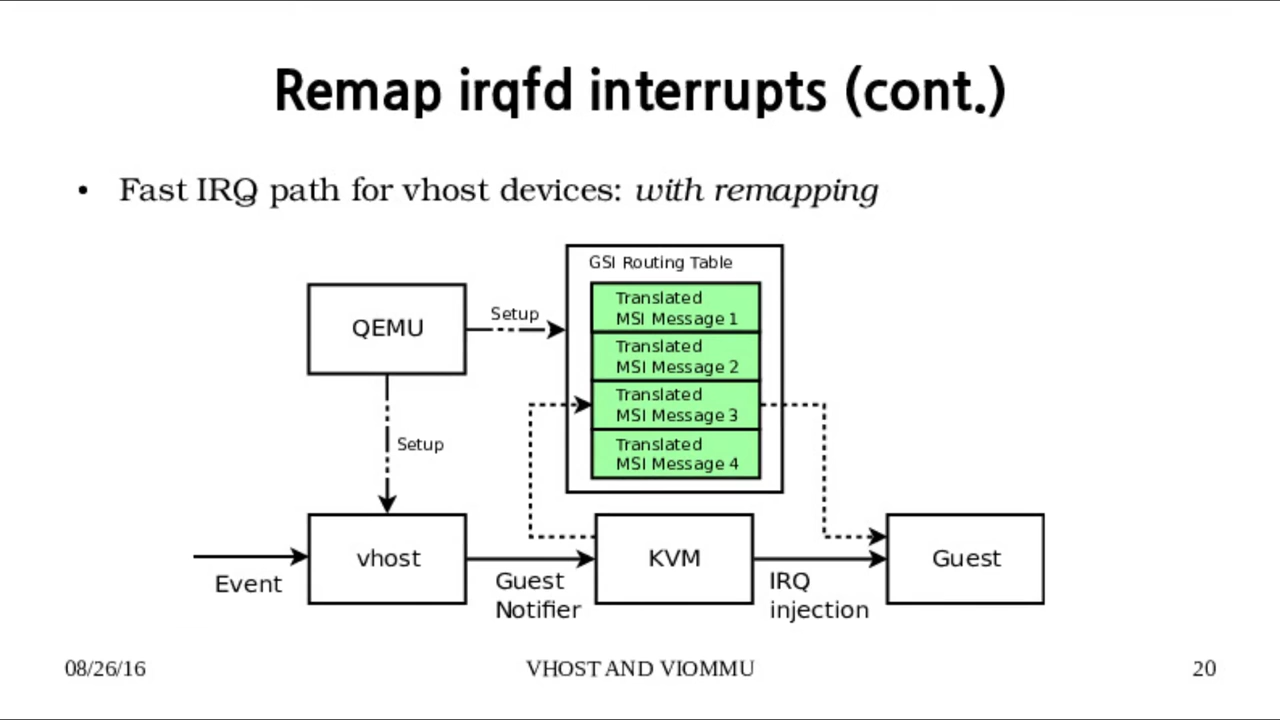 Remap irqfd interrupts (cont.)
• Fast IRQ path for vhost devices: with remapping
GSI Routing Table
Translated
MSI Message 1
Translated
MSI Message 2
Translated
MSI Message 3
Translated
MSI Message 4
QEMU
Setup
Setup
Event
vhost
Guest
Notifier
KVM
IRQ
injection
Guest
08/26/16
VHOST AND VIOMMU
20